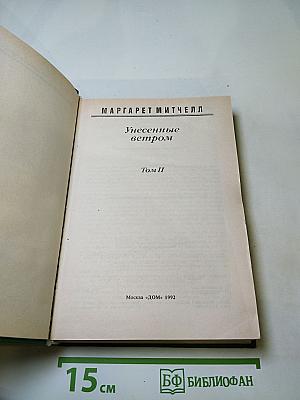 МАРГАРЕТ МИТЧЕЛЛ
Унесенные
ветром
Том II
Москва «ДОМ» 1992
15 см
БФ БИБЛИОФАН